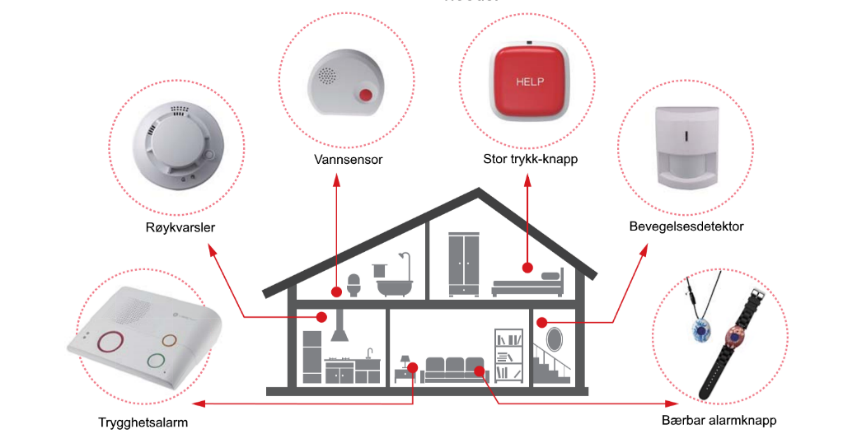 HELP
Vannsensor
Stor trykk-knapp
Røykvarsler
Bevegelsesdetektor
Trygghetsalarm
Bærbar alarmknapp